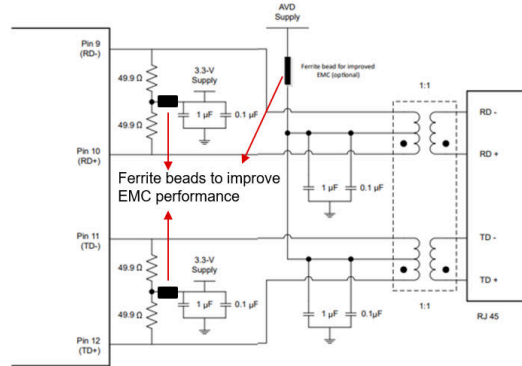 AVD
Supply
Pin 9
(RD-)
49.9 Ω
3.3-V
Supply
Ferrite bead for improved
EMC (optional)
1:1
1 µF
0.1 µF
49.9 Ω
RD -
Pin 10
(RD+)
RD +
Ferrite beads to improve
EMC performance
1 µF
0.1 µF
Pin 11
(TD-)
TD -
49.9 Ω
3.3-V
Supply
TD +
1 µF
0.1 µF
1 µF
0.1µF
1:1
49.9 Ω
RJ 45
Pin 12
(TD+)